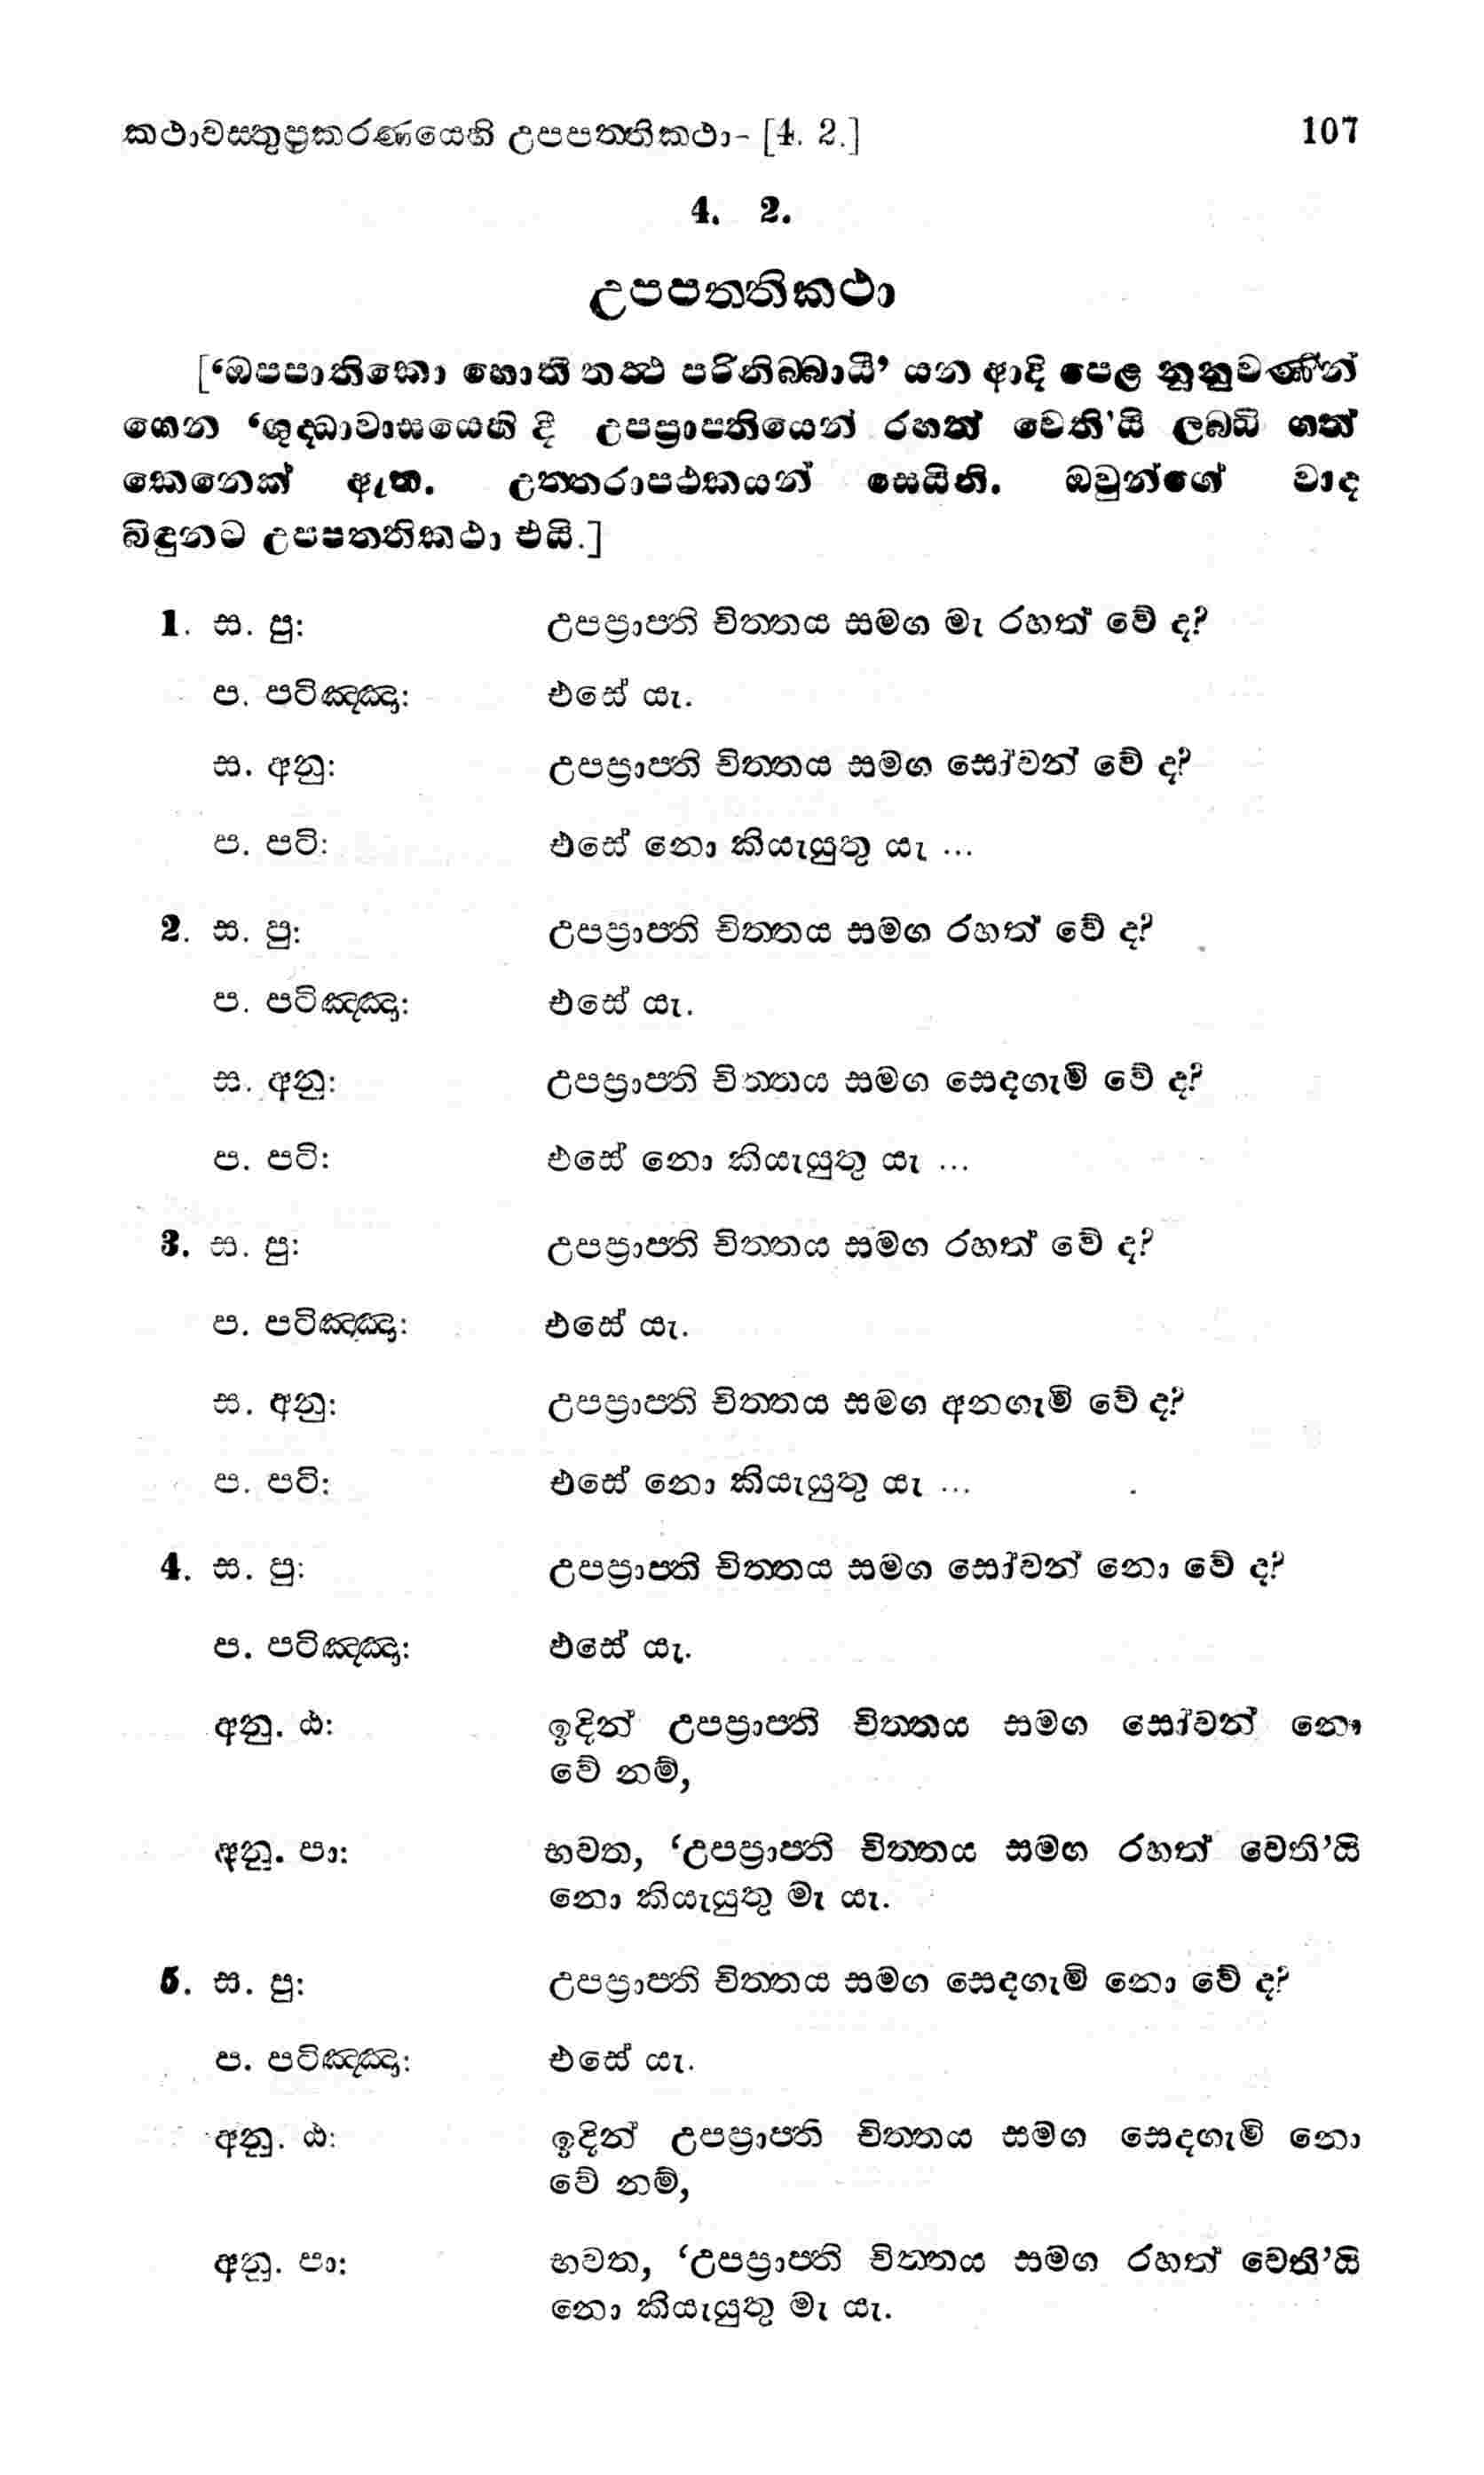 කථාවස්තුප්‍රකරණයෙහි උපපත්තිකථා- [4. 2.] 107
4. 2.
උපපත්තිකථා
[‘ඔපපාතිකො හොති තත්‍ථ පරිනිබ්බායී’ යන ආදි පෙළ නුනුවණින්
ගෙන ‘ශුද්ධාවාසයෙහි දී උපප්‍රාප්තියෙන් රහත් වෙති’යි ලබ්ධි ගත්
කෙනෙක් ඇත. උත්තරාපථකයන් සෙයිනි. ඔවුන්ගේ වාද
බිඳුනට උපපත්තිකථා එයි.]
1. ස. පු: උපප්‍රාප්ති චිත්තය සමග මැ රහත් වේ ද?
ප. පටිඤ්ඤා: එසේ යැ.
ස. අනු: උපප්‍රාප්ති චිත්තය සමග සෝවන් වේ ද?
ප. පටි: එසේ නො කියැයුතු යැ ...
2. ස. පු: උපප්‍රාප්ති චිත්තය සමග රහත් වේ ද?
ප. පටිඤ්ඤා: එසේ යැ.
ස. අනු: උපප්‍රාප්ති චිත්තය සමග සෙදගැමි වේ ද?
ප. පටි: එසේ නො කියැයුතු යැ ...
3. ස. පු: උපප්‍රාප්ති චිත්තය සමග රහත් වේ ද?
ප. පටිඤ්ඤා: එසේ යැ.
ස. අනු: උපප්‍රාප්ති චිත්තය සමග අනගැමි වේ ද?
ප. පටි: එසේ නො කියැයුතු යැ ...
4. ස. පු: උපප්‍රාප්ති චිත්තය සමග සෝවන් නො වේ ද?
ප. පටිඤ්ඤා: එසේ යැ.
අනු. ඨ: ඉදින් උපප්‍රාප්ති චිත්තය සමග සෝවන් නො
වේ නම්,
අනු. පා: භවත, ‘උපප්‍රාප්ති චිත්තය සමග රහත් වෙති’යි
නො කියැයුතු මැ යැ.
5. ස. පු: උපප්‍රාප්ති චිත්තය සමග සෙදගැමි නො වේ ද?
ප. පටිඤ්ඤා: එසේ යැ.
අනු. ඨ: ඉදින් උපප්‍රාප්ති චිත්තය සමග සෙදගැමි නො
වේ නම්,
අනු. පා: භවත, ‘උපප්‍රාප්ති චිත්තය සමග රහත් වෙති’යි
නො කියැයුතු මැ යැ.